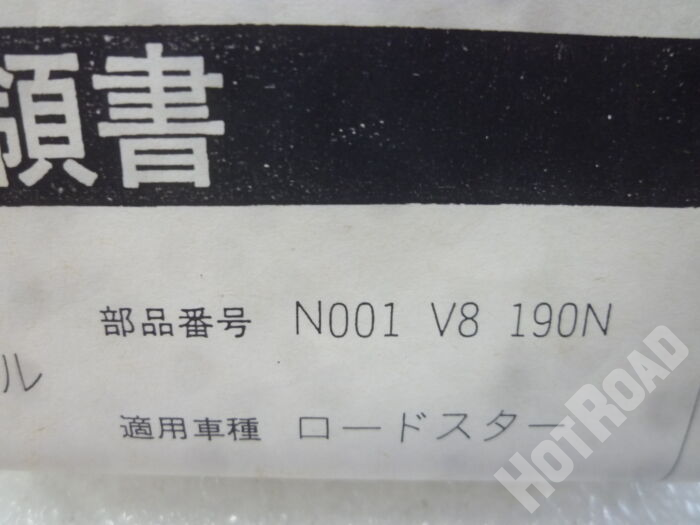 領書
部品番号 N001 V8 190N
ル
適用車種 ロードスター
HOTROAD